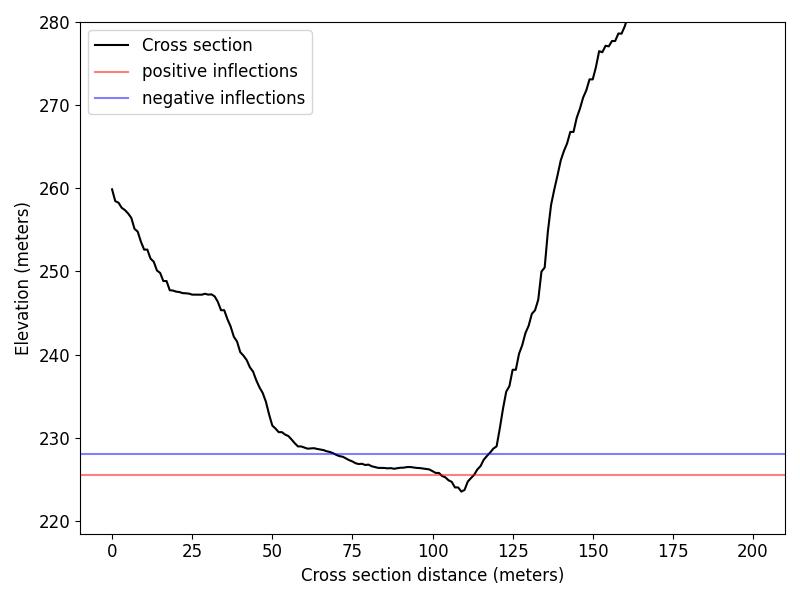 280
270
260
250
240
230
220
Elevation (meters)
Cross section
positive inflections
negative inflections
0 25 50 75 100 125 150 175 200
Cross section distance (meters)